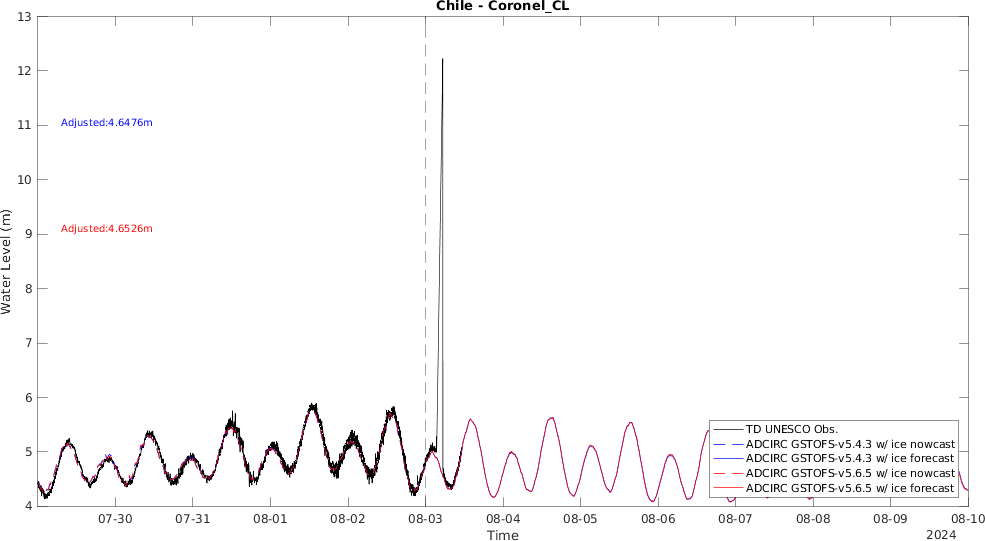 Chile - Coronel_CL
13
12
11
10
9
8
7
6
5
4
Water Level (m)
Adjusted:4.6476m
Adjusted:4.6526m
TD UNESCO Obs.
ADCIRC GSTOFS-v5.4.3 w/ ice nowcast
ADCIRC GSTOFS-v5.4.3 w/ ice forecast
ADCIRC GSTOFS-v5.6.5 w/ ice nowcast
ADCIRC GSTOFS-v5.6.5 w/ ice forecast
07-30 07-31 08-01 08-02 08-03 08-04 08-05 08-06 08-07 08-08 08-09 08-10
Time
2024